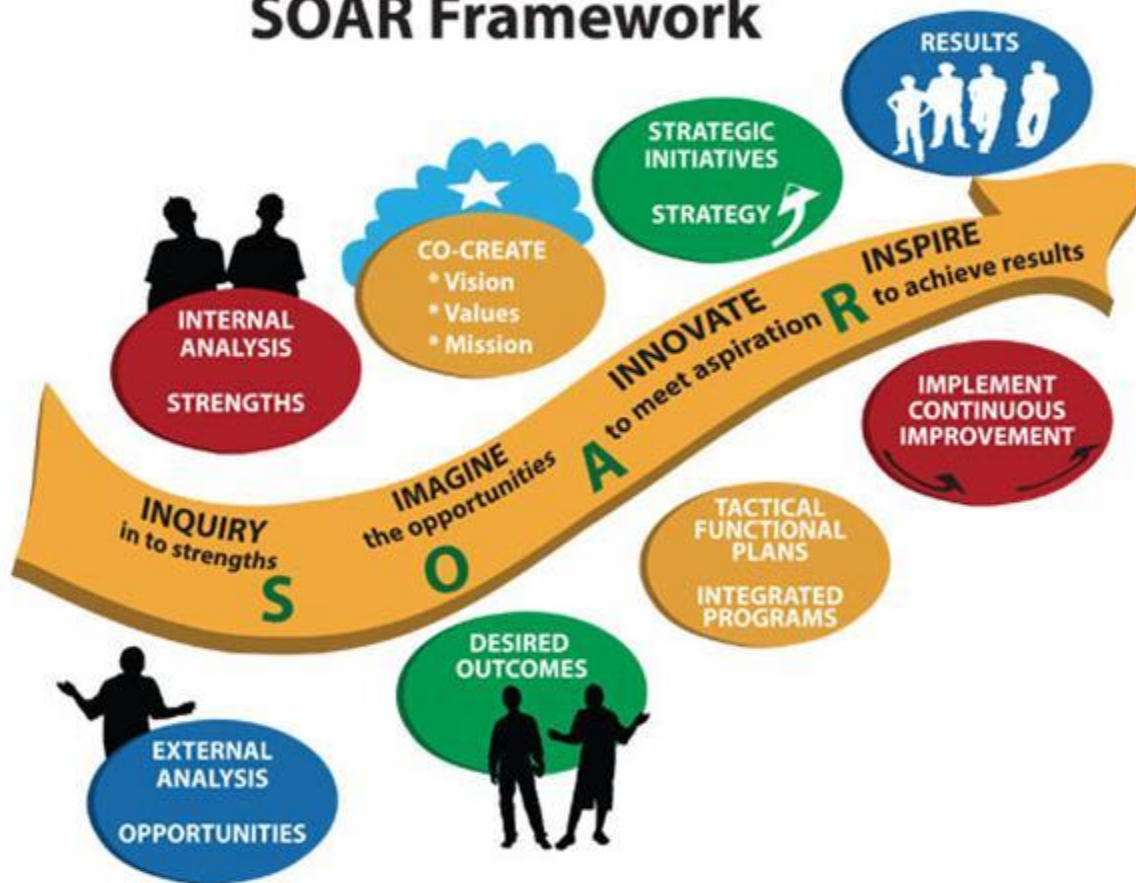 SOAR Framework
RESULTS
STRATEGIC
INITIATIVES
STRATEGY
CO-CREATE
* Vision
* Values
* Mission
INTERNAL
ANALYSIS
STRENGTHS
INQUIRY
in to strengths
S
IMAGINE
the opportunities
O
INNOVATE
to meet aspiration
A
INSPIRE
to achieve results
R
IMPLEMENT
CONTINUOUS
IMPROVEMENT
TACTICAL
FUNCTIONAL
PLANS
INTEGRATED
PROGRAMS
DESIRED
OUTCOMES
EXTERNAL
ANALYSIS
OPPORTUNITIES